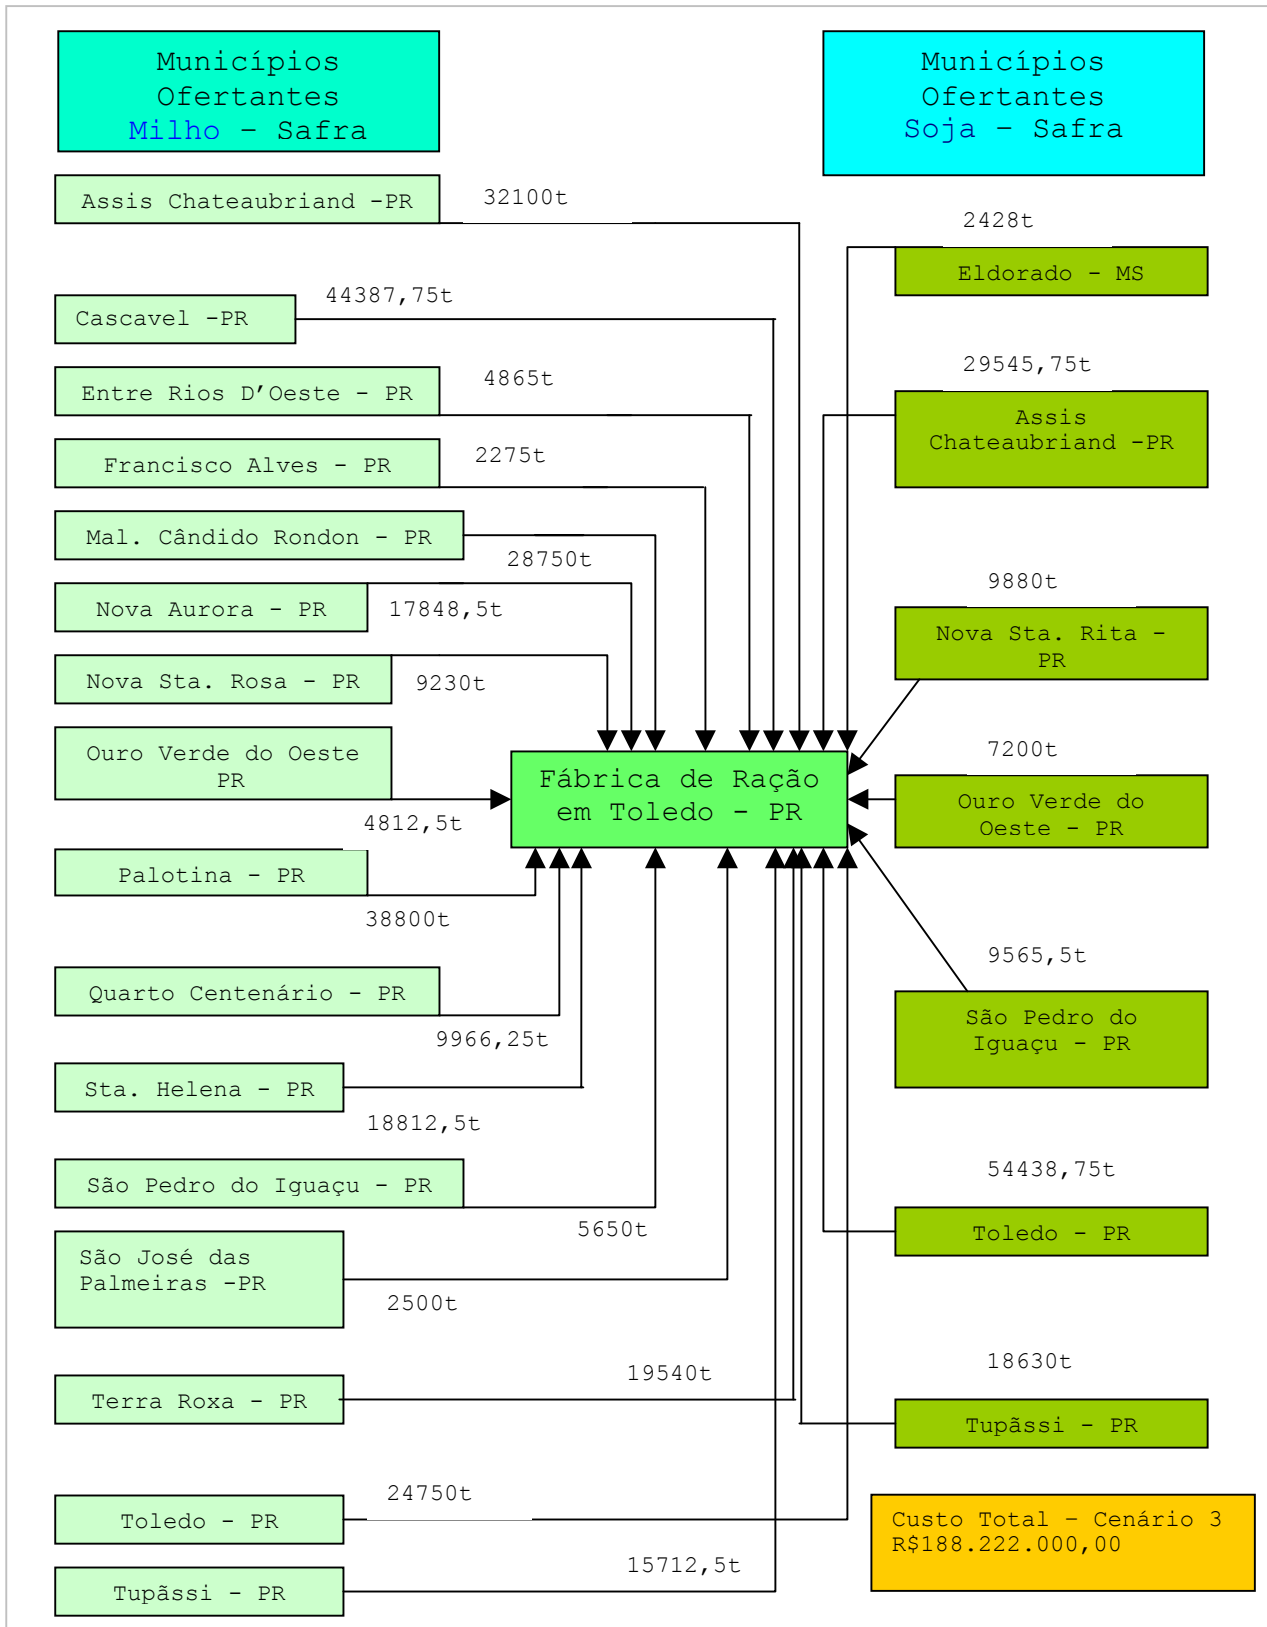 Municípios
Ofertantes
Milho – Safra
Assis Chateaubriand -PR
32100t
Cascavel -PR
44387,75t
Entre Rios D’Oeste - PR
4865t
Francisco Alves - PR
2275t
Mal. Cândido Rondon - PR
28750t
Nova Aurora - PR
17848,5t
Nova Sta. Rosa - PR
9230t
Ouro Verde do Oeste
PR
4812,5t
Palotina - PR
38800t
Quarto Centenário - PR
9966,25t
Sta. Helena - PR
18812,5t
São Pedro do Iguaçu - PR
5650t
São José das
Palmeiras -PR
2500t
Terra Roxa - PR
19540t
Toledo - PR
24750t
Tupãssi - PR
15712,5t
Fábrica de Ração
em Toledo - PR
Municípios
Ofertantes
Soja – Safra
2428t
Eldorado - MS
29545,75t
Assis
Chateaubriand -PR
9880t
Nova Sta. Rita -
PR
7200t
Ouro Verde do
Oeste - PR
9565,5t
São Pedro do
Iguaçu - PR
54438,75t
Toledo - PR
18630t
Tupãssi - PR
Custo Total – Cenário 3
R$188.222.000,00